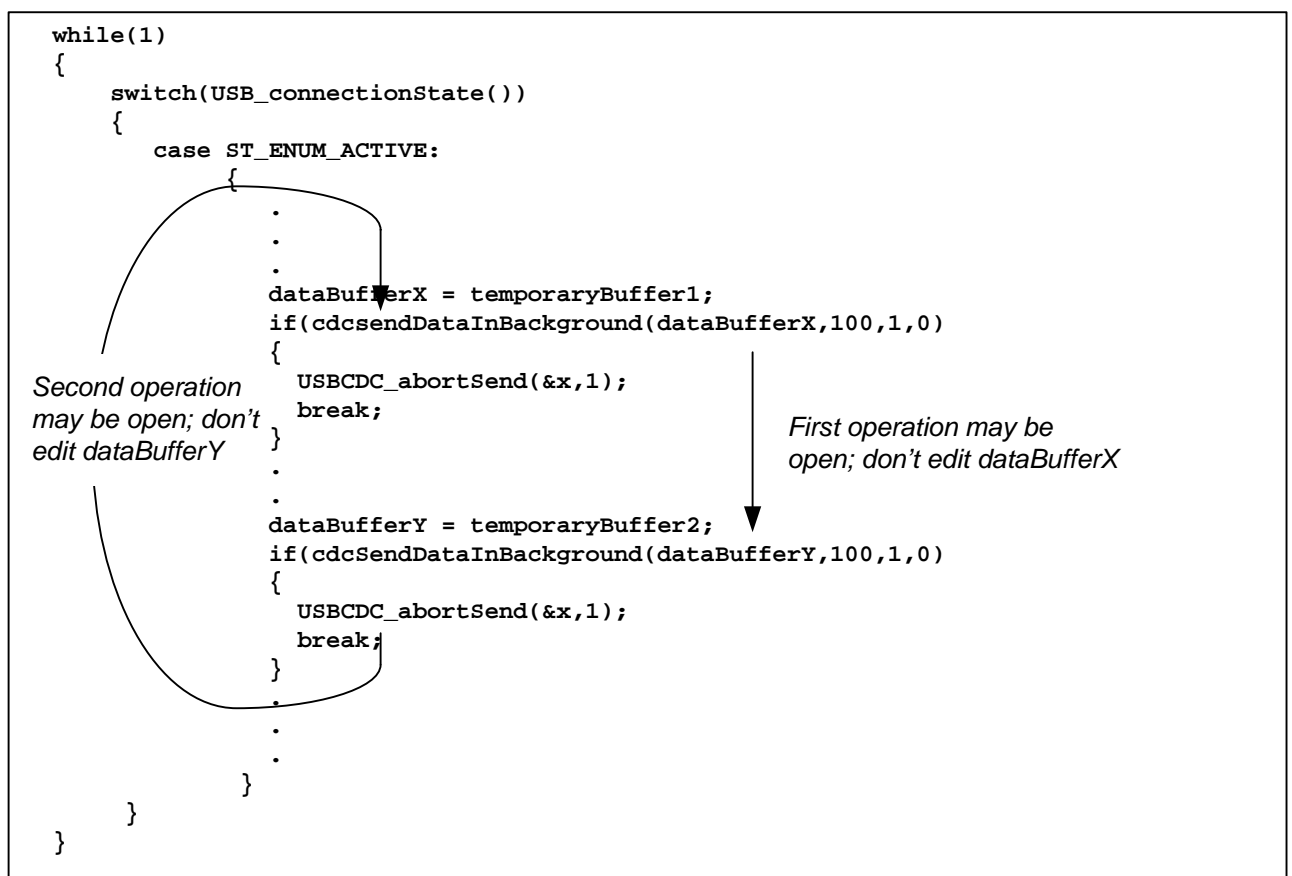 while(1)
{
switch(USB_connectionState())
{
case ST_ENUM_ACTIVE:
{
.
.
.
dataBufferX = temporaryBuffer1;
if(cdcsendDataInBackground(dataBufferX,100,1,0)
{
USBCDC_abortSend(&x,1);
break;
}
.
.
dataBufferY = temporaryBuffer2;
if(cdcSendDataInBackground(dataBufferY,100,1,0)
{
USBCDC_abortSend(&x,1);
break;
}
.
.
.
}
}
}
Second operation
may be open; don't
edit dataBufferY
First operation may be
open; don't edit dataBufferX